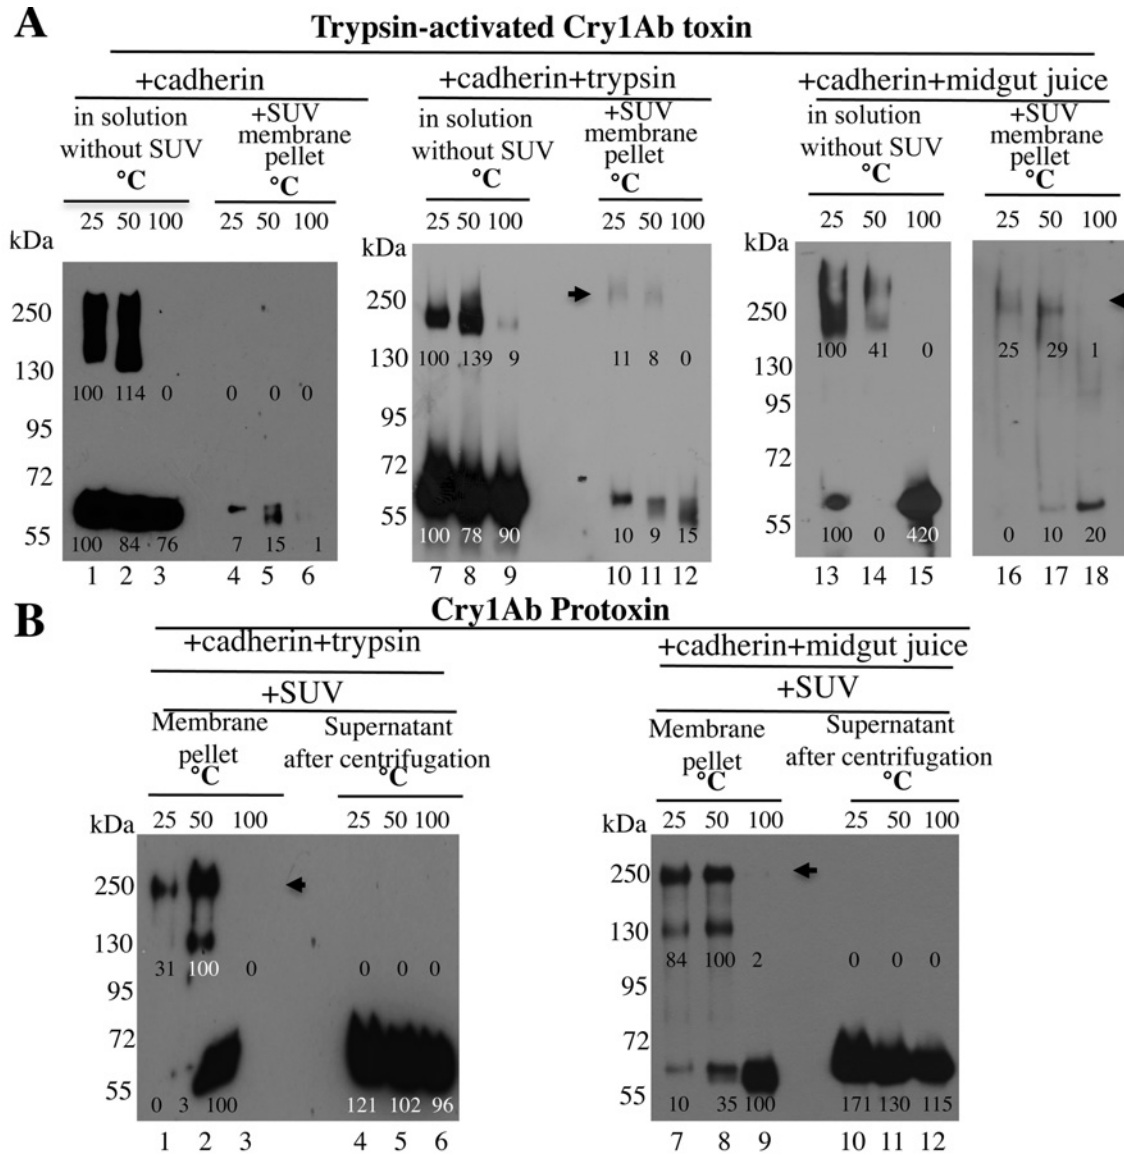 A
Trypsin-activated Cry1Ab toxin
+cadherin
+cadherin+trypsin
+cadherin+midgut juice
in solution
without SUV
°C
+SUV
membrane
pellet
°C
in solution
without SUV
°C
+SUV
membrane
pellet
°C
in solution
without SUV
°C
+SUV
membrane
pellet
°C
25 50 100
25 50 100
25 50 100
25 50 100
25 50 100
25 50 100
kDa
250
130
95
72
55
100 114 0 0 0 0
100 84 76 7 15 1
1 2 3 4 5 6
kDa
250
130
95
72
55
100 139 9 11 8 0
100 78 90 10 9 15
7 8 9 10 11 12
kDa
250
130
95
72
55
100 41 0 25 29 1
100 0 420 0 10 20
13 14 15 16 17 18
B
Cry1Ab Protoxin
+cadherin+trypsin
+SUV
Membrane
pellet
°C
Supernatant
after centrifugation
°C
25 50 100 25 50 100
kDa
250
130
95
72
55
31 100 0 0 0 0
0 3 100 121 102 96
1 2 3 4 5 6
+cadherin+midgut juice
+SUV
Membrane
pellet
°C
Supernatant
after centrifugation
°C
25 50 100 25 50 100
kDa
250
130
95
72
55
84 100 2 0 0 0
10 35 100 171 130 115
7 8 9 10 11 12